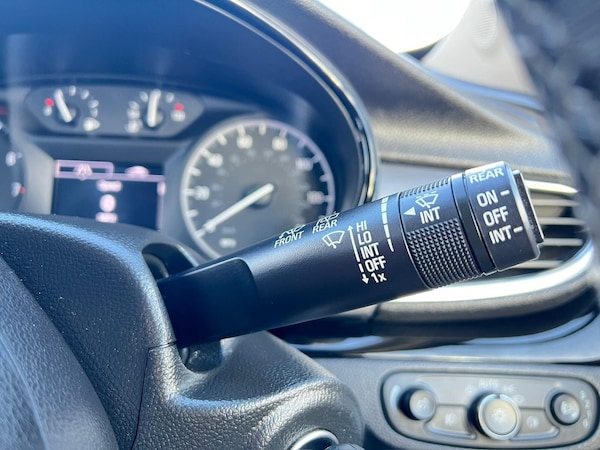 FRONT
REAR
HI
LO
INT
OFF
1x
INT
REAR
ON
OFF
INT